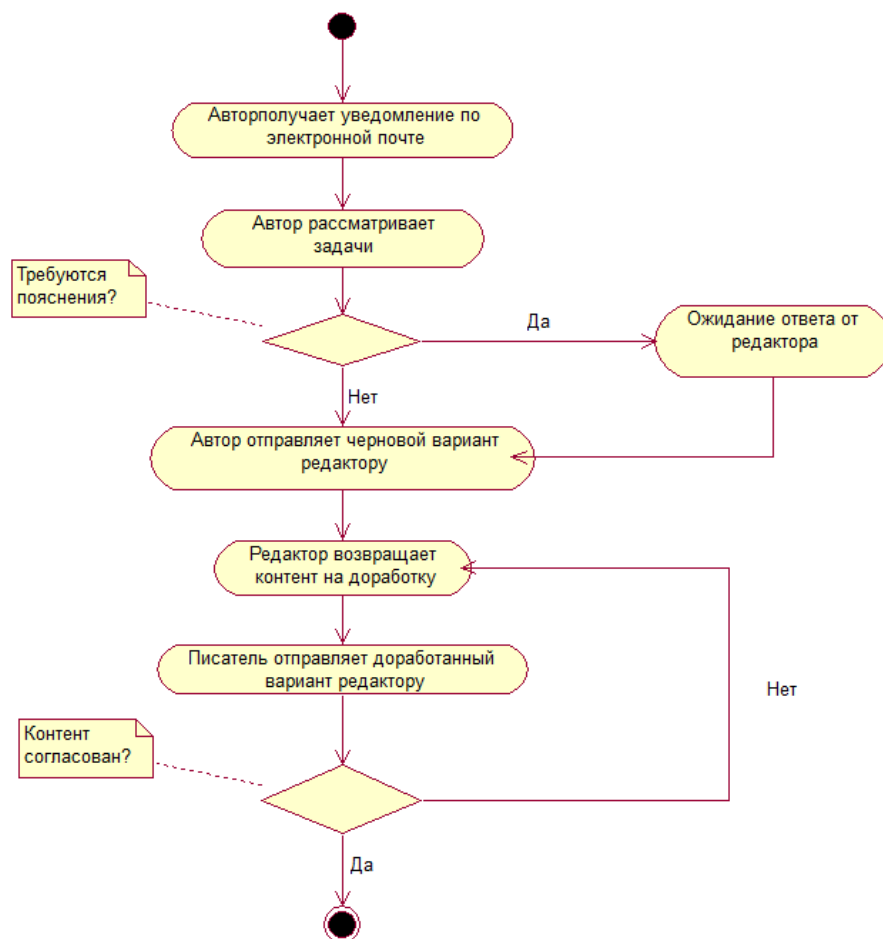 Авторполучает уведомление по
электронной почте
Автор рассматривает
задачи
Требуются
пояснения?
Да
Ожидание ответа от
редактора
Нет
Автор отправляет черновой вариант
редактору
Редактор возвращает
контент на доработку
Писатель отправляет доработанный
вариант редактору
Нет
Контент
согласован?
Да